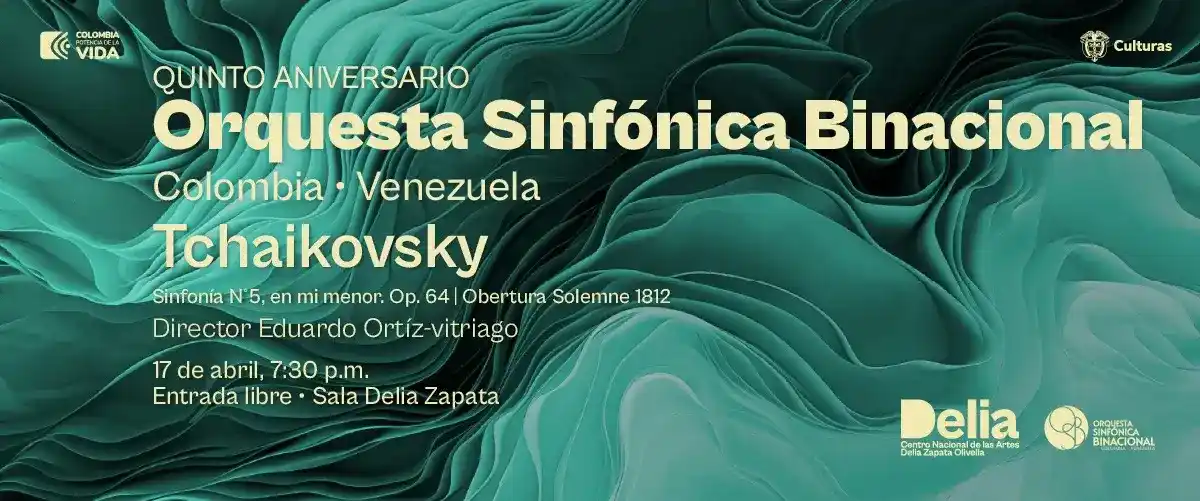 COLOMBIA
POTENCIA DE LA
VIDA
Culturas
QUINTO ANIVERSARIO
Orquesta Sinfónica Binacional
Colombia • Venezuela
Tchaikovsky
Sinfonía N°5, en mi menor. Op. 64 | Obertura Solemne 1812
Director Eduardo Ortíz-vitriago
17 de abril, 7:30 p.m.
Entrada libre • Sala Delia Zapata
Delia
Centro Nacional de las Artes
Delia Zapata Olivella
ORQUESTA
SINFÓNICA
BINACIONAL
COLOMBIA - VENEZUELA